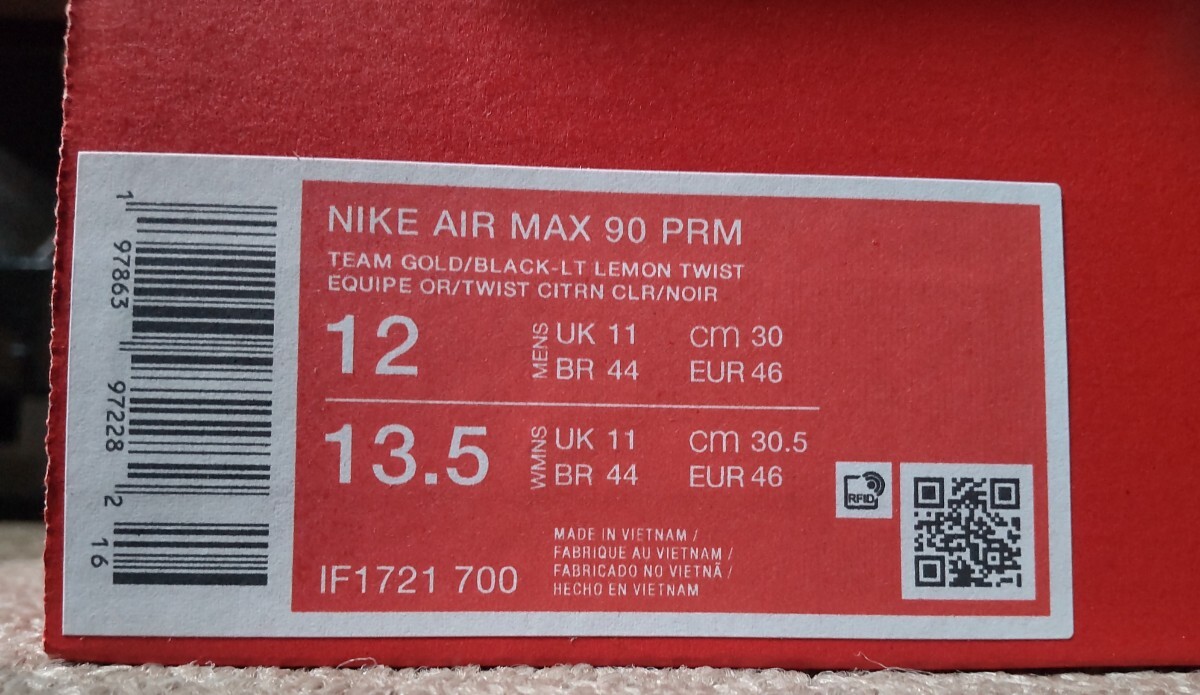 1 97863 97228 2 16
NIKE AIR MAX 90 PRM
TEAM GOLD/BLACK-LT LEMON TWIST
EQUIPE OR/TWIST CITRN CLR/NOIR
12 MENS UK 11 cm 30
BR 44 EUR 46
13.5 WMNS UK 11 cm 30.5
BR 44 EUR 46
RFID
MADE IN VIETNAM /
FABRIQUE AU VIETNAM /
FABRICADO NO VIETNÃ /
HECHO EN VIETNAM
IF1721 700